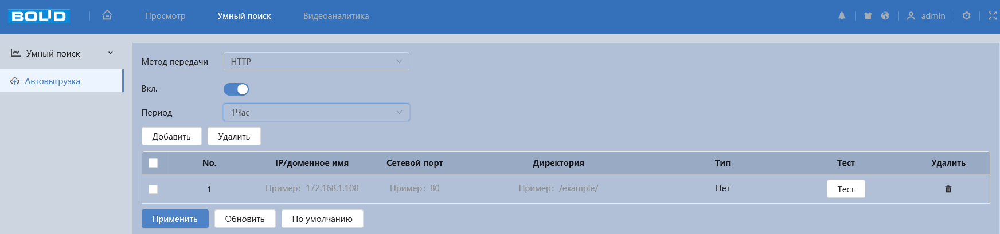 BOLID Просмотр Умный поиск Видеоаналитика admin
Умный поиск
Автовыгрузка
Метод передачи HTTP
Вкл.
Период 1Час
Добавить Удалить
No. IP/доменное имя Сетевой порт Директория Тип Тест Удалить
1 Пример: 172.168.1.108 Пример: 80 Пример: /example/ Нет Тест
Применить Обновить По умолчанию